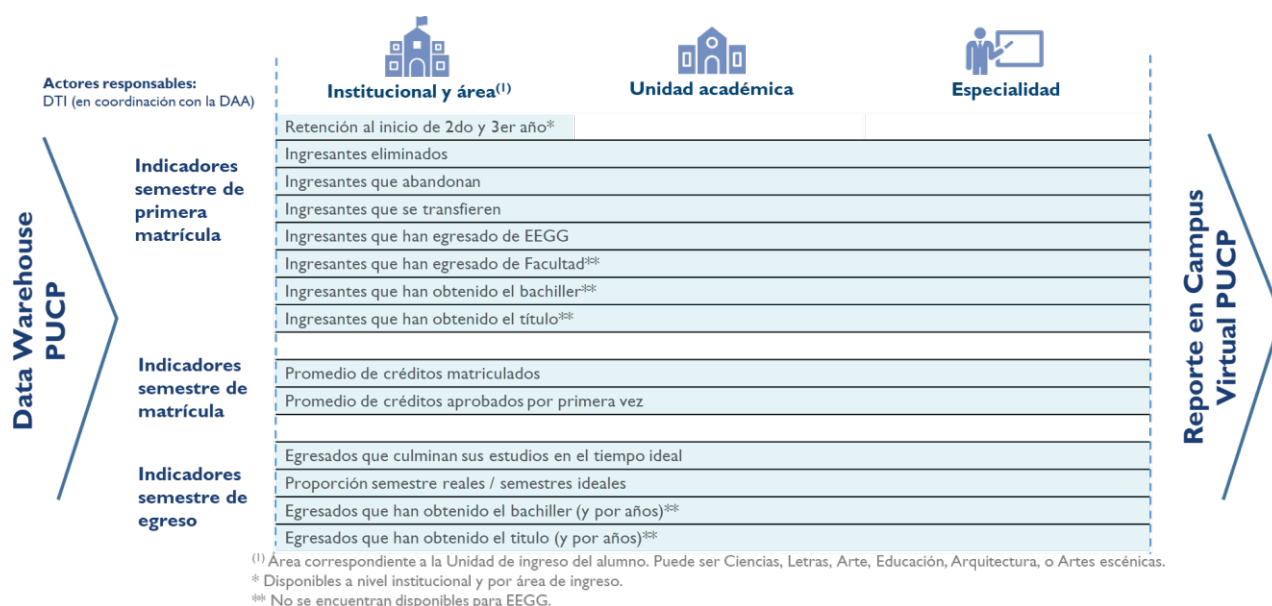 Actores responsables:
DTI (en coordinación con la DAA)
Institucional y área(1)
Unidad académica
Especialidad
Data Warehouse
PUCP
Indicadores
semestre de
primera
matrícula
Retención al inicio de 2do y 3er año*
Ingresantes eliminados
Ingresantes que abandonan
Ingresantes que se transfieren
Ingresantes que han egresado de EEGG
Ingresantes que han egresado de Facultad**
Ingresantes que han obtenido el bachiller**
Ingresantes que han obtenido el título**
Indicadores
semestre de
matrícula
Promedio de créditos matriculados
Promedio de créditos aprobados por primera vez
Indicadores
semestre de
egreso
Egresados que culminan sus estudios en el tiempo ideal
Proporción semestre reales / semestres ideales
Egresados que han obtenido el bachiller (y por años)**
Egresados que han obtenido el titulo (y por años)**
Reporte en Campus
Virtual PUCP
(1) Área correspondiente a la Unidad de ingreso del alumno. Puede ser Ciencias, Letras, Arte, Educación, Arquitectura, o Artes escénicas.
* Disponibles a nivel institucional y por área de ingreso.
** No se encuentran disponibles para EEGG.